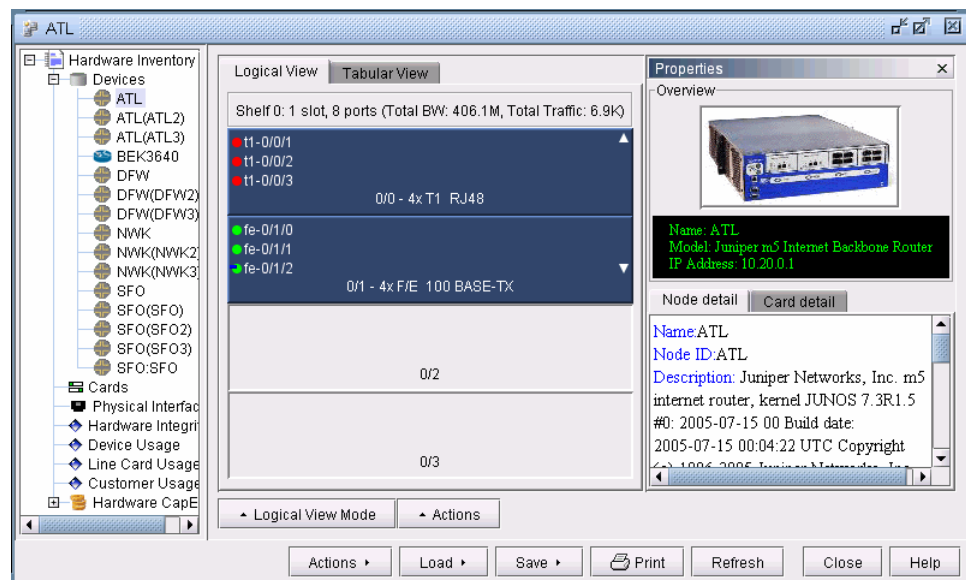 ATL
Hardware Inventory
Devices
ATL
ATL(ATL2)
ATL(ATL3)
BEK3640
DFW
DFW(DFW2)
DFW(DFW3)
NWK
NWK(NWK2
NWK(NWK3
SFO
SFO(SFO)
SFO(SFO2)
SFO(SFO3)
SFO:SFO
Cards
Physical Interfac
Hardware Integri
Device Usage
Line Card Usage
Customer Usage
Hardware CapE
Logical View
Tabular View
Shelf 0: 1 slot, 8 ports (Total BW: 406.1M, Total Traffic: 6.9K)
t1-0/0/1
t1-0/0/2
t1-0/0/3
0/0 - 4x T1 RJ48
fe-0/1/0
fe-0/1/1
fe-0/1/2
0/1 - 4x F/E 100 BASE-TX
0/2
0/3
Logical View Mode
Actions
Properties
Overview
Name: ATL
Model: Juniper m5 Internet Backbone Router
IP Address: 10.20.0.1
Node detail
Card detail
Name:ATL
Node ID:ATL
Description: Juniper Networks, Inc. m5
internet router, kernel JUNOS 7.3R1.5
#0: 2005-07-15 00 Build date:
2005-07-15 00:04:22 UTC Copyright
Actions
Load
Save
Print
Refresh
Close
Help